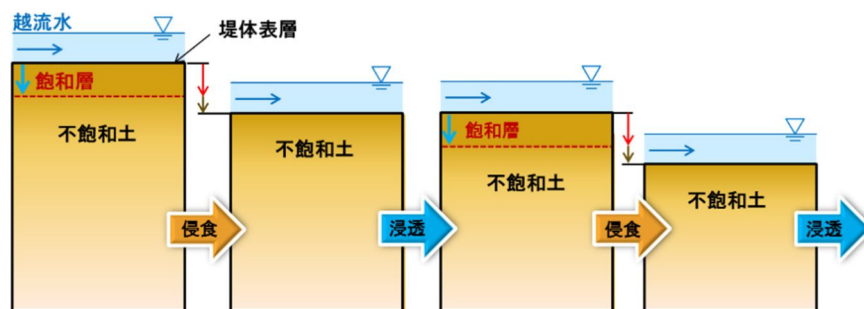 越流水
堤体表層
飽和層
不飽和土
侵食
不飽和土
浸透
飽和層
不飽和土
侵食
不飽和土
浸透